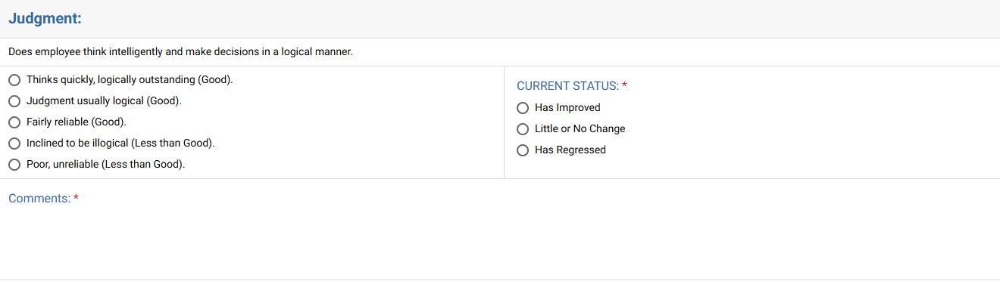 Judgment:
Does employee think intelligently and make decisions in a logical manner.
Thinks quickly, logically outstanding (Good).
Judgment usually logical (Good).
Fairly reliable (Good).
Inclined to be illogical (Less than Good).
Poor, unreliable (Less than Good).
CURRENT STATUS: *
Has Improved
Little or No Change
Has Regressed
Comments: *